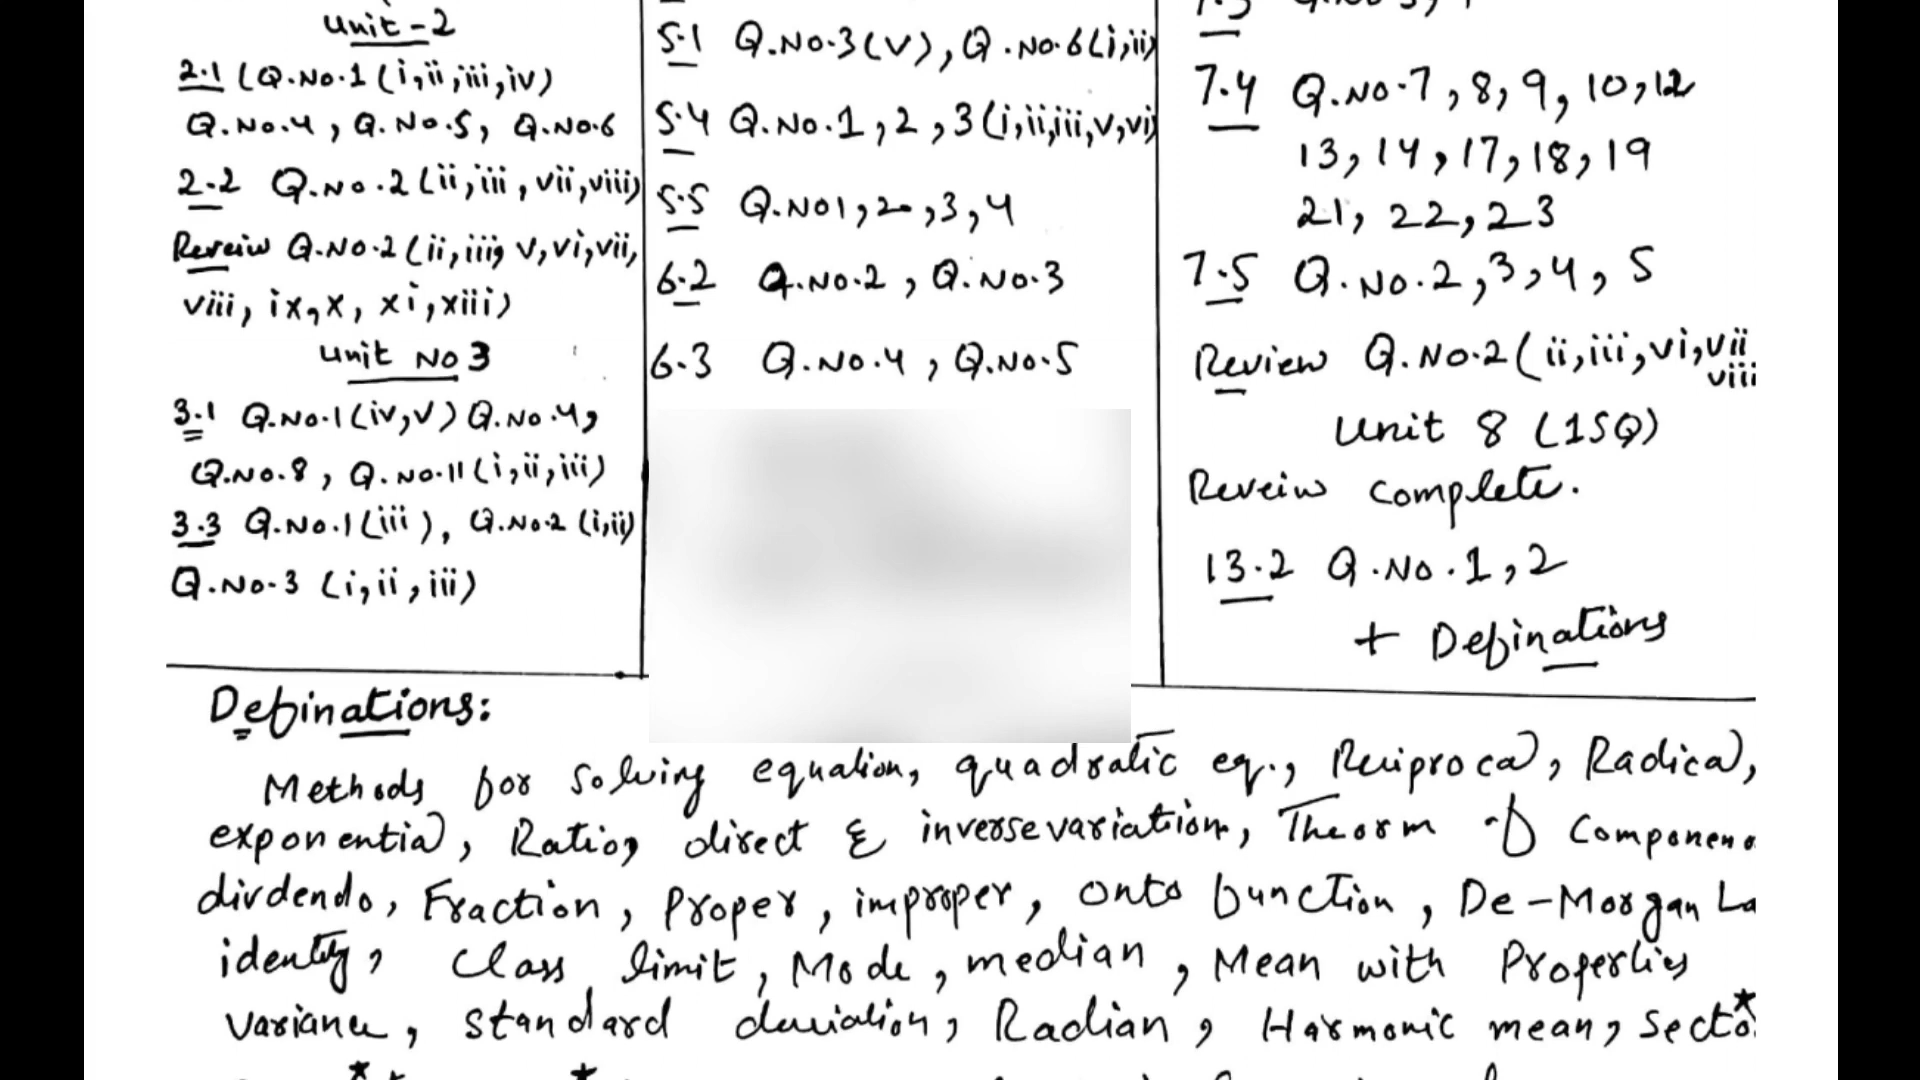 Unit-2
2.1 (Q.No.1 (i,ii,iii,iv)
Q.No.4, Q.No.5, Q.No.6
2.2 Q.No.2 (ii,iii,vii,viii)
Reveiw Q.No.2 (ii,iii, v,vi,vii,
viii, ix,x, xi,xiii)
Unit No 3
3.1 Q.No.1(iv,v) Q.No.4,
Q.No.8, Q.No.11(i,ii,iii)
3.3 Q.No.1(iii), Q.No.2 (i,ii)
Q.No.3 (i,ii,iii)
5.1 Q.No.3(v), Q.No.6(i,ii)
5.4 Q.No.1,2,3(i,ii,iii,v,vi)
5.5 Q.No1,2,3,4
6.2 Q.No.2, Q.No.3
6.3 Q.No.4, Q.No.5
7.4 Q.No.7,8,9,10,12
13,14,17,18,19
21,22,23
7.5 Q.No.2,3,4,5
Review Q.No.2(ii,iii,vi,vii
viii
Unit 8 (1SQ)
Reveiw complete.
13.2 Q.No.1,2
+ Definations
Definations:
Methods for solving equation, quadratic eq., Reciprocal, Radical,
exponential, Ratio, direct & inverse variation, Theorm of Componeno
divdendo, Fraction, Proper, improper, onto function, De-Morgan La
identity, Class limit, Mode, median, Mean with Properties
variance, standard deviation, Radian, Harmonic mean, Secto